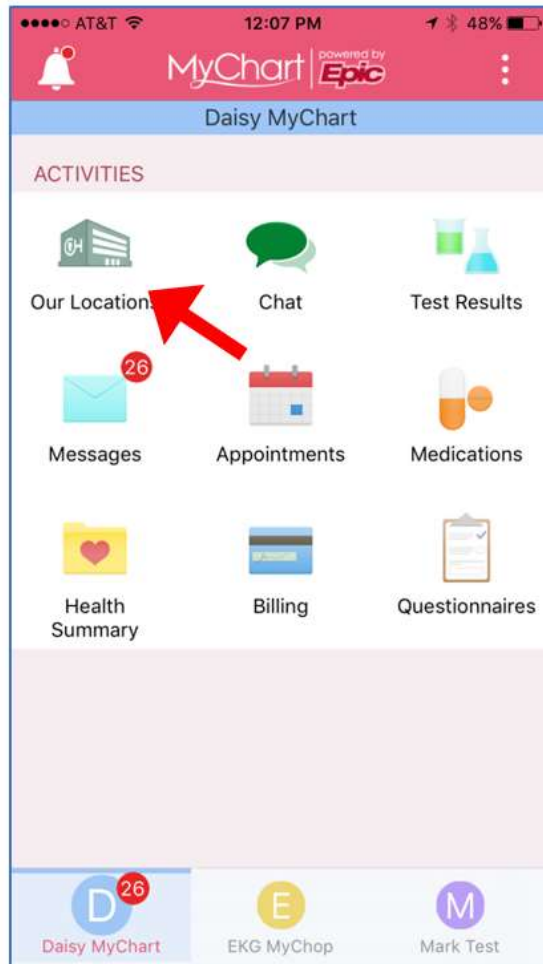 AT&T 12:07 PM 48%
MyChart powered by Epic
Daisy MyChart
ACTIVITIES
Our Locations Chat Test Results
26
Messages Appointments Medications
Health Summary Billing Questionnaires
D 26 E M
Daisy MyChart EKG MyChop Mark Test